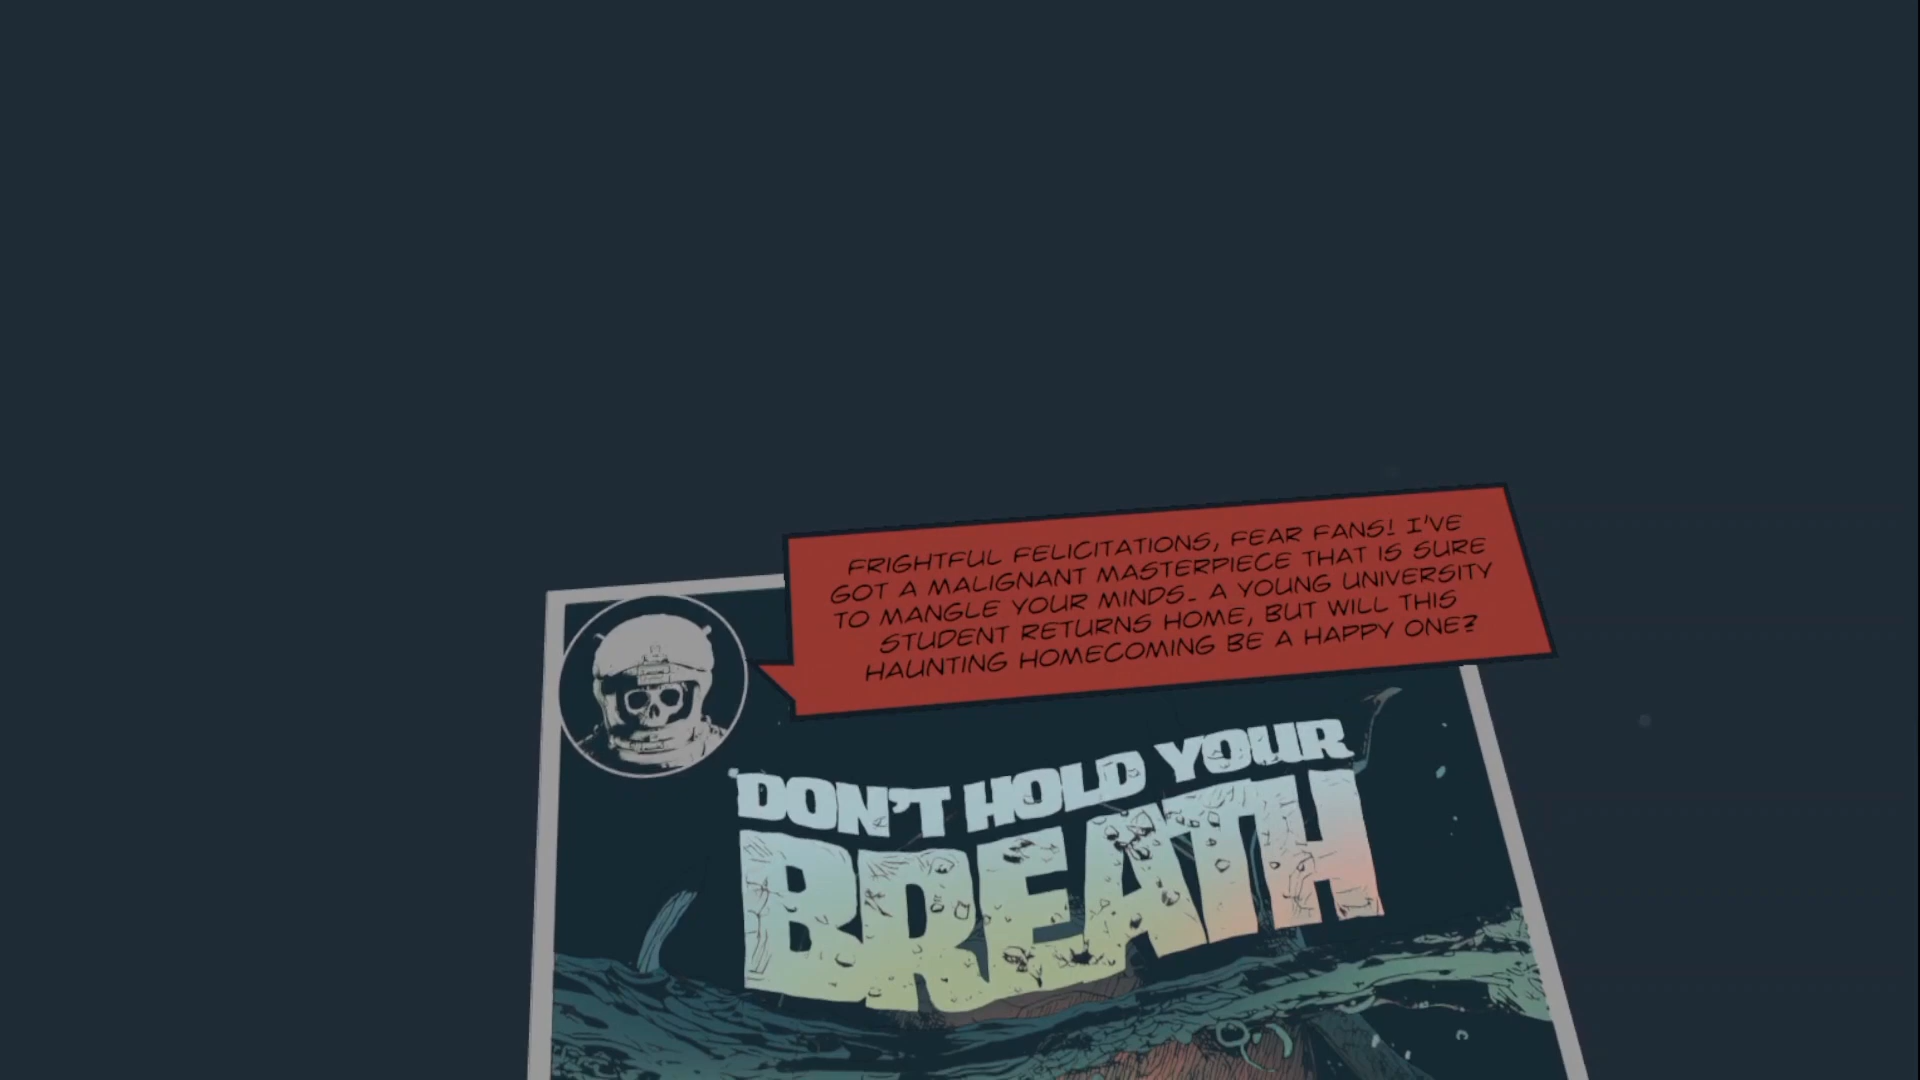 FRIGHTFUL FELICITATIONS, FEAR FANS! I'VE
GOT A MALIGNANT MASTERPIECE THAT IS SURE
TO MANGLE YOUR MINDS. A YOUNG UNIVERSITY
STUDENT RETURNS HOME, BUT WILL THIS
HAUNTING HOMECOMING BE A HAPPY ONE?
DON'T HOLD YOUR
BREATH